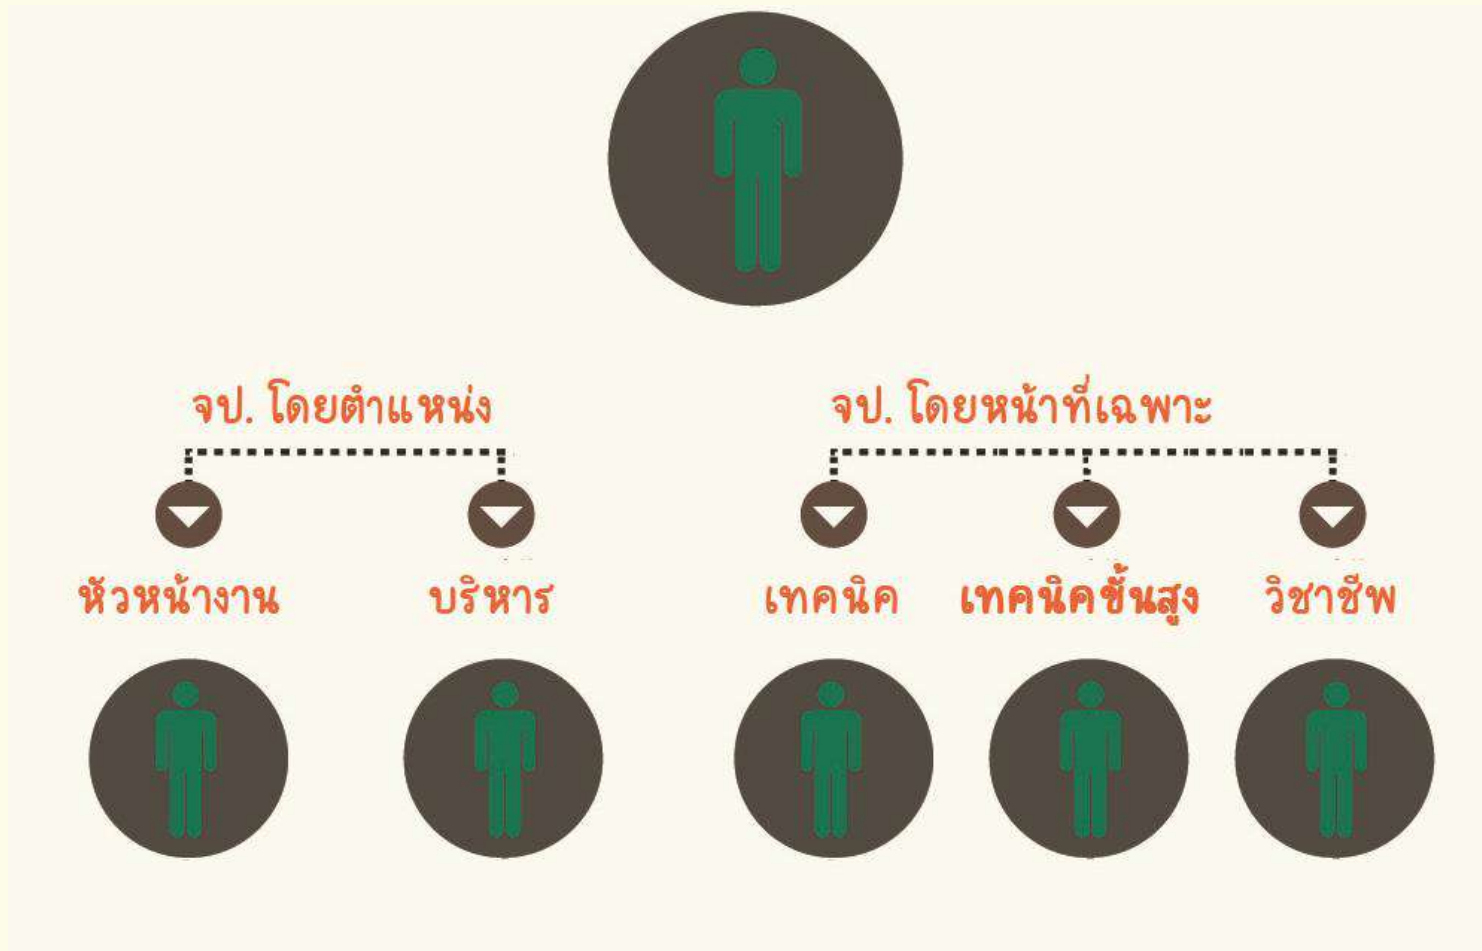 จป. โดยตำแหน่ง
จป. โดยหน้าที่เฉพาะ
หัวหน้างาน
บริหาร
เทคนิค
เทคนิคขั้นสูง
วิชาชีพ